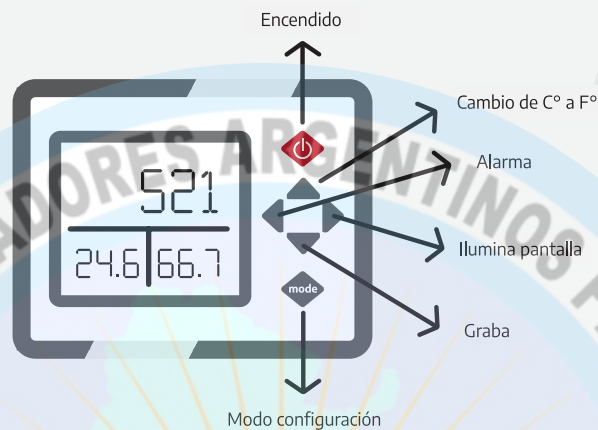 Encendido
Cambio de C° a F°
Alarma
521
24.6 66.7
Ilumina pantalla
mode
Graba
Modo configuración
ADORES ARGENTINOS